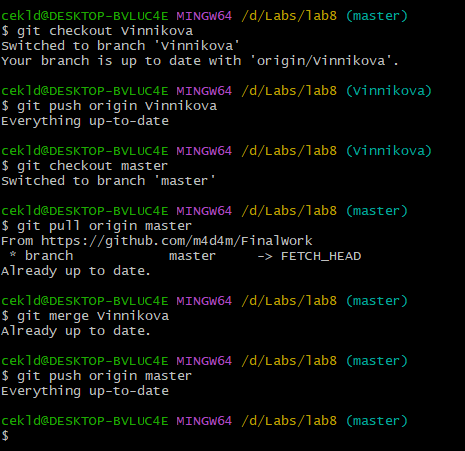 cekld@DESKTOP-BVLUC4E MINGW64 /d/Labs/lab8 (master)
$ git checkout Vinnikova
Switched to branch 'Vinnikova'
Your branch is up to date with 'origin/Vinnikova'.
cekld@DESKTOP-BVLUC4E MINGW64 /d/Labs/lab8 (Vinnikova)
$ git push origin Vinnikova
Everything up-to-date
cekld@DESKTOP-BVLUC4E MINGW64 /d/Labs/lab8 (Vinnikova)
$ git checkout master
Switched to branch 'master'
cekld@DESKTOP-BVLUC4E MINGW64 /d/Labs/lab8 (master)
$ git pull origin master
From https://github.com/m4d4m/FinalWork
 * branch            master     -> FETCH_HEAD
Already up to date.
cekld@DESKTOP-BVLUC4E MINGW64 /d/Labs/lab8 (master)
$ git merge Vinnikova
Already up to date.
cekld@DESKTOP-BVLUC4E MINGW64 /d/Labs/lab8 (master)
$ git push origin master
Everything up-to-date
cekld@DESKTOP-BVLUC4E MINGW64 /d/Labs/lab8 (master)
$